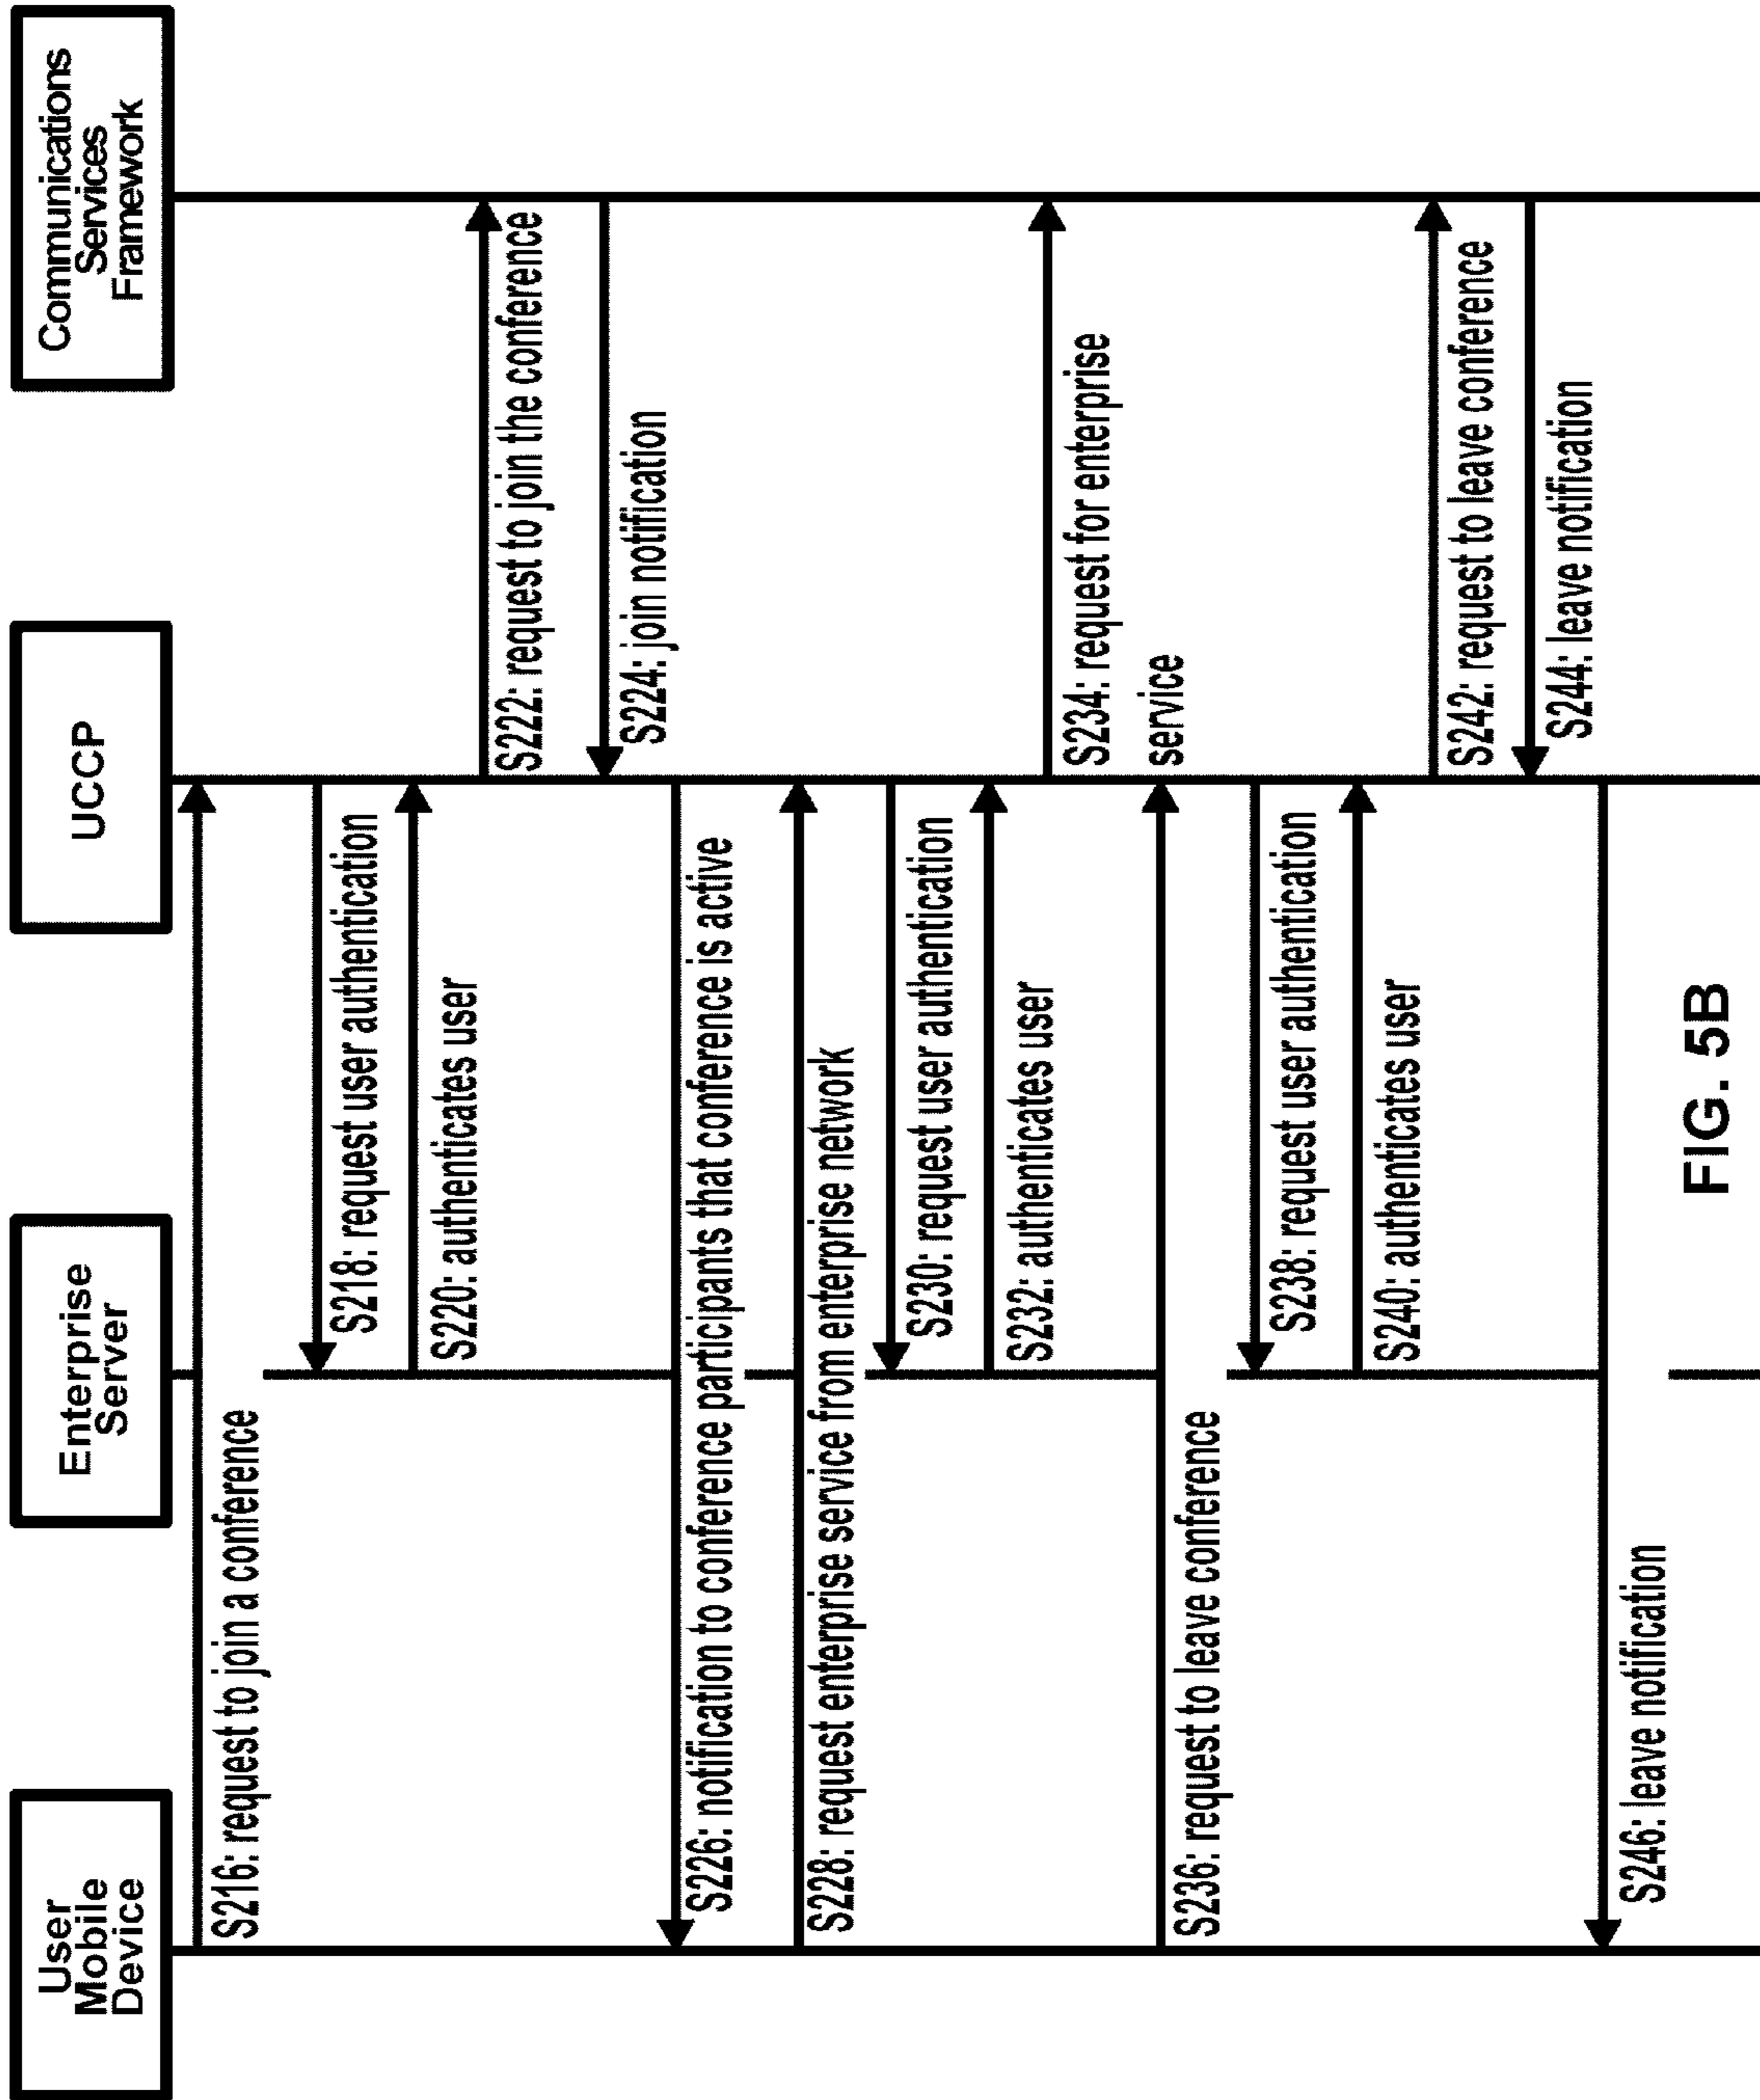 User
Mobile
Device
Enterprise
Server
UCCP
Communications
Services
Framework
S216: request to join a conference
S218: request user authentication
S220: authenticates user
S222: request to join the conference
S224: join notification
S226: notification to conference participants that conference is active
S228: request enterprise service from enterprise network
S230: request user authentication
S232: authenticates user
S234: request for enterprise
service
S236: request to leave conference
S238: request user authentication
S240: authenticates user
S242: request to leave conference
S244: leave notification
S246: leave notification
FIG. 5B